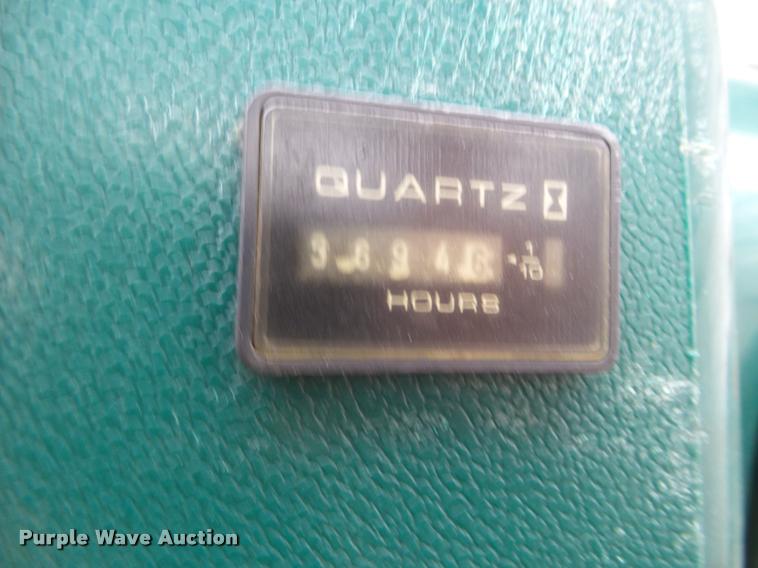 QUARTZ
3 6 9 4 6 1/10
HOURS
Purple Wave Auction